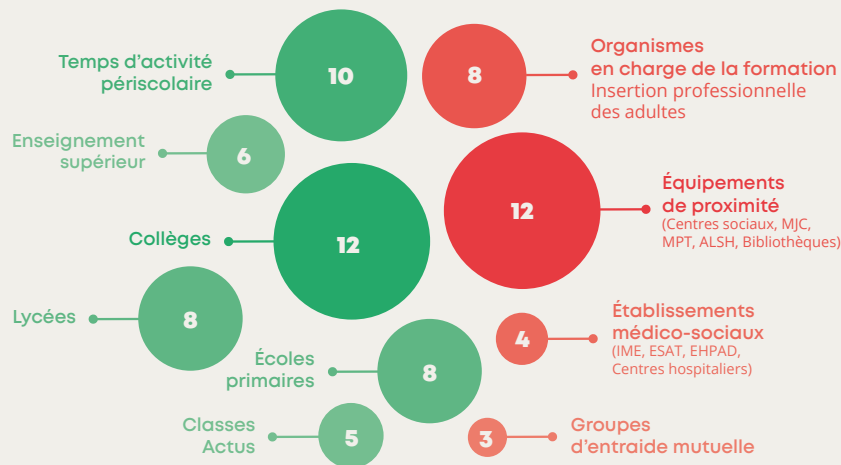 Temps d'activité
périscolaire
10
8
Organismes
en charge de la formation
Insertion professionnelle
des adultes
Enseignement
supérieur
6
12
Équipements
de proximité
(Centres sociaux, MJC,
MPT, ALSH, Bibliothèques)
Collèges
12
Lycées
8
4
Établissements
médico-sociaux
(IME, ESAT, EHPAD,
Centres hospitaliers)
Écoles
primaires
8
Classes
Actus
5
3
Groupes
d'entraide mutuelle